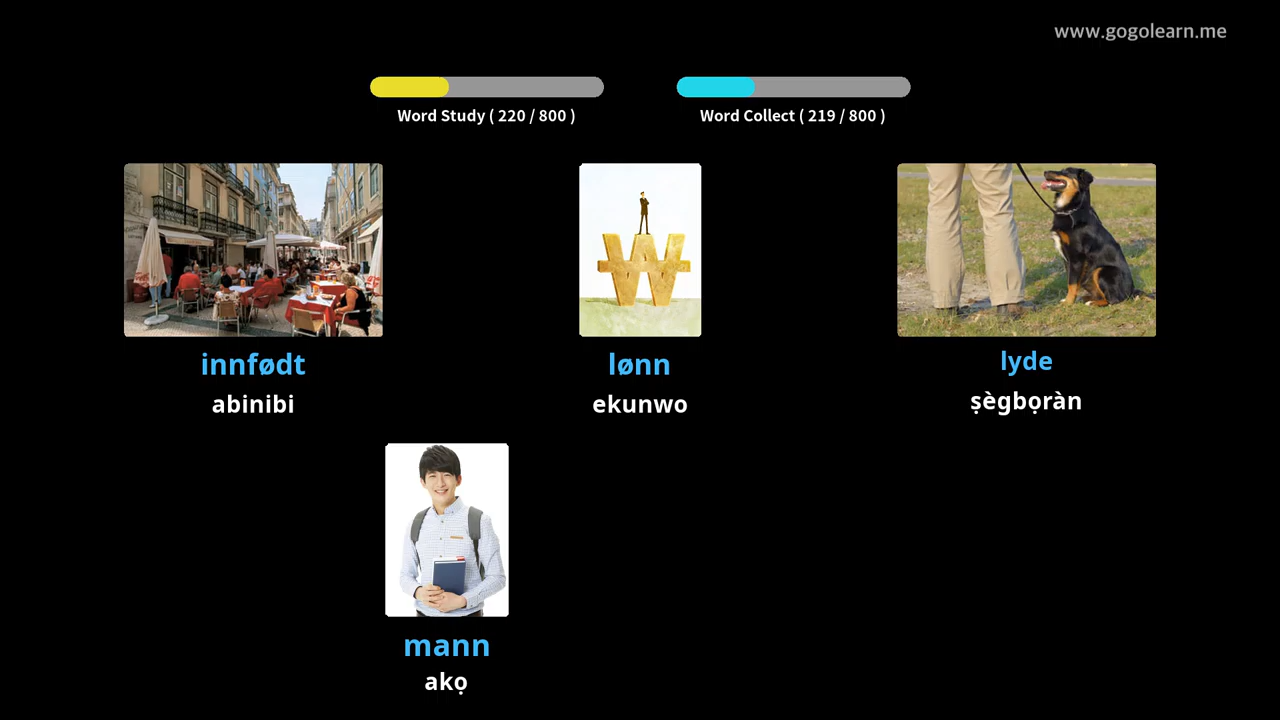 www.gogolearn.me
Word Study ( 220 / 800 )
Word Collect ( 219 / 800 )
innfødt
abinibi
lønn
ekunwo
lyde
ṣègbọràn
mann
akọ